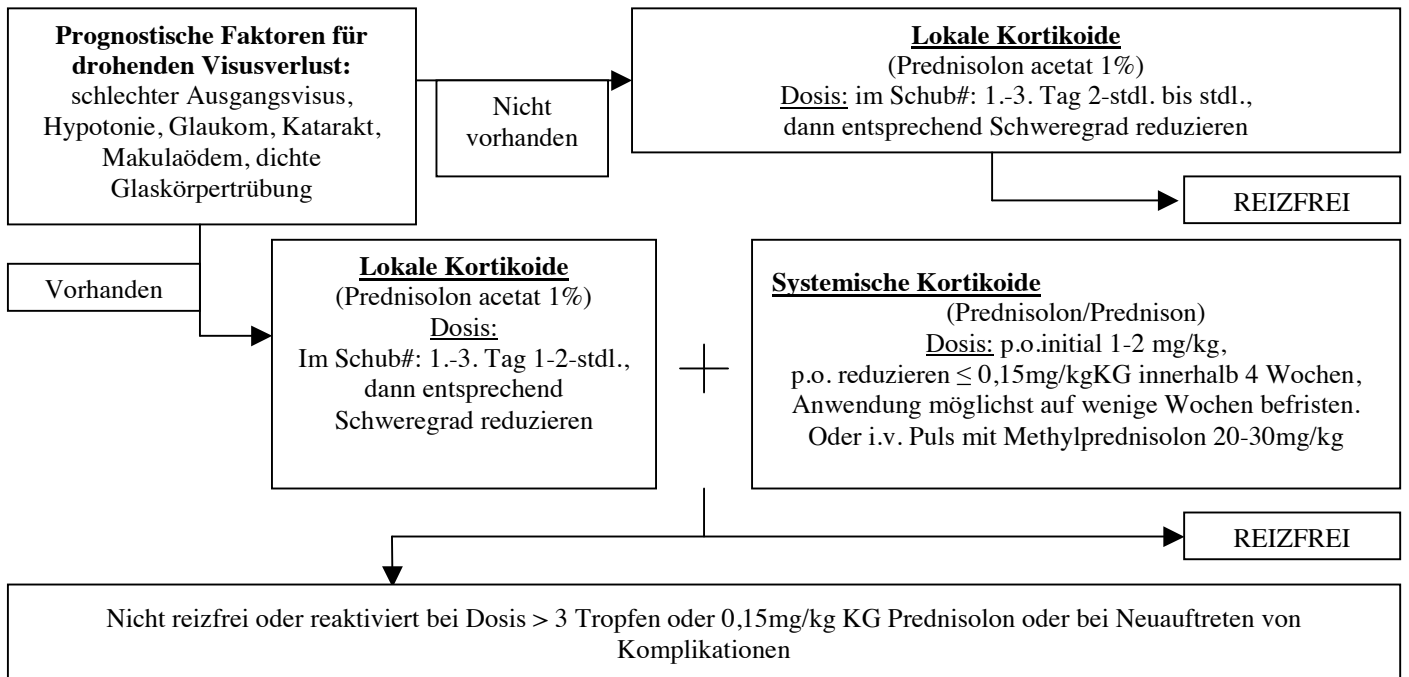 Prognostische Faktoren für
drohenden Visusverlust:
schlechter Ausgangsvisus,
Hypotonie, Glaukom, Katarakt,
Makulaödem, dichte
Glaskörpertrübung
Nicht
vorhanden
Lokale Kortikoide
(Prednisolon acetat 1%)
Dosis: im Schub#: 1.-3. Tag 2-stdl. bis stdl.,
dann entsprechend Schweregrad reduzieren
REIZFREI
Vorhanden
Lokale Kortikoide
(Prednisolon acetat 1%)
Dosis:
Im Schub#: 1.-3. Tag 1-2-stdl.,
dann entsprechend
Schweregrad reduzieren
Systemische Kortikoide
(Prednisolon/Prednison)
Dosis: p.o.initial 1-2 mg/kg,
p.o. reduzieren ≤ 0,15mg/kgKG innerhalb 4 Wochen,
Anwendung möglichst auf wenige Wochen befristen.
Oder i.v. Puls mit Methylprednisolon 20-30mg/kg
REIZFREI
Nicht reizfrei oder reaktiviert bei Dosis > 3 Tropfen oder 0,15mg/kg KG Prednisolon oder bei Neuauftreten von
Komplikationen